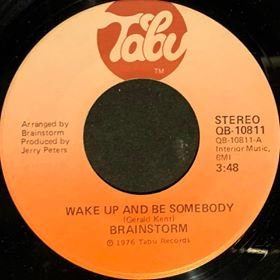 Tabu
TM
Arranged by
Brainstorm
Produced by
Jerry Peters
STEREO
QB-10811
QB-10811-A
Interior Music,
BMI
3:48
WAKE UP AND BE SOMEBODY
(Gerald Kent)
BRAINSTORM
© 1976 Tabu Records